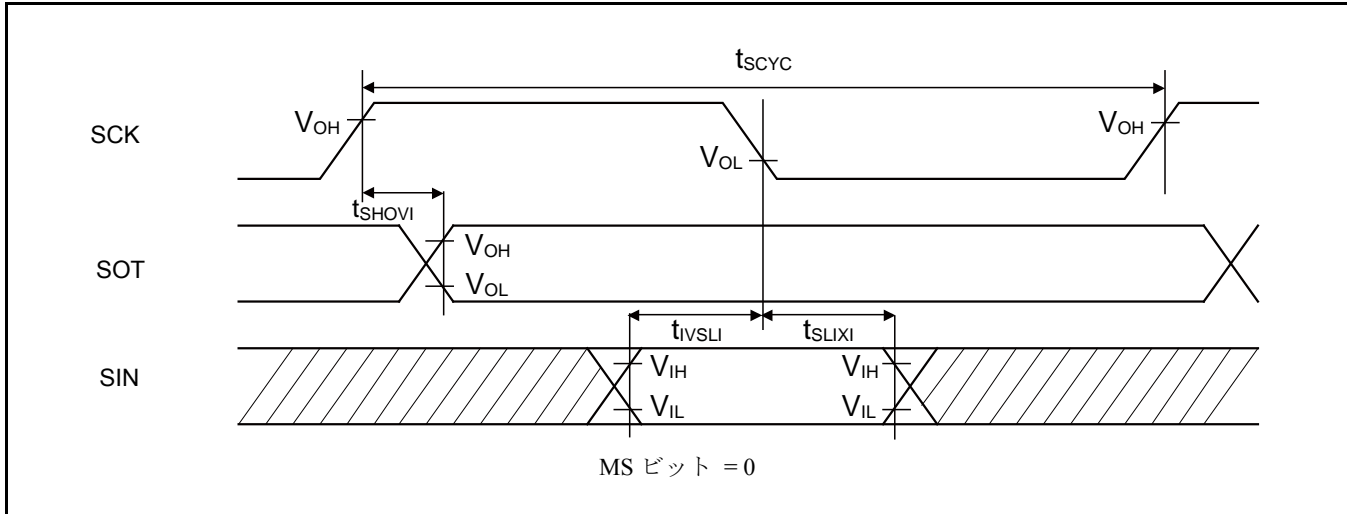 tSCYC
SCK
VOH
VOL
VOH
tSHOVI
SOT
VOH
VOL
tIVSLI
tSLIXI
SIN
VIH
VIH
VIL
VIL
MS ビット = 0